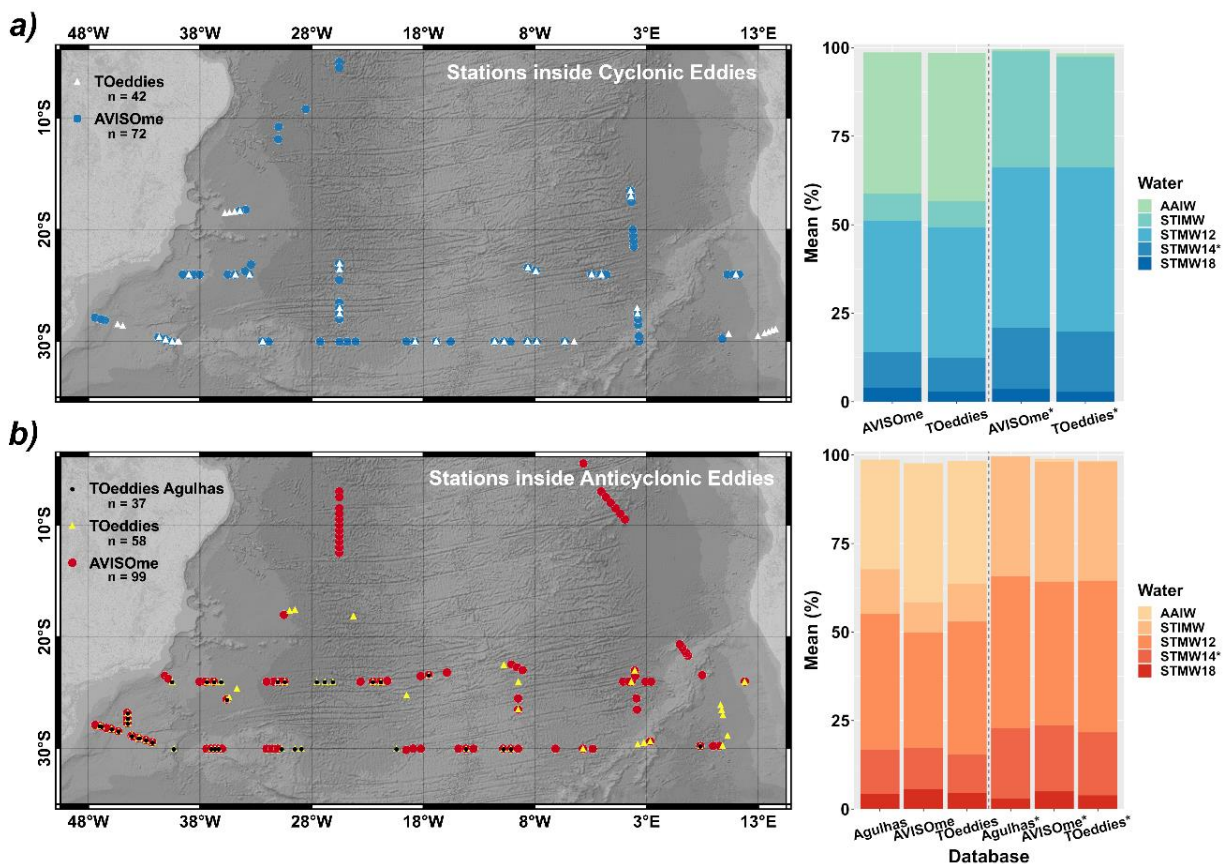 a)
48°W 38°W 28°W 18°W 8°W 3°E 13°E
10°S
20°S
30°S
Stations inside Cyclonic Eddies
TOeddies
n = 42
AVISOme
n = 72
Mean (%)
100
75
50
25
0
AVISOme TOeddies AVISOme* TOeddies*
Water
AAIW
STIMW
STMW12
STMW14*
STMW18
b)
Stations inside Anticyclonic Eddies
TOeddies Agulhas
n = 37
TOeddies
n = 58
AVISOme
n = 99
10°S
20°S
30°S
48°W 38°W 28°W 18°W 8°W 3°E 13°E
Mean (%)
100
75
50
25
0
Agulhas AVISOme TOeddies Agulhas* AVISOme* TOeddies*
Database
Water
AAIW
STIMW
STMW12
STMW14*
STMW18